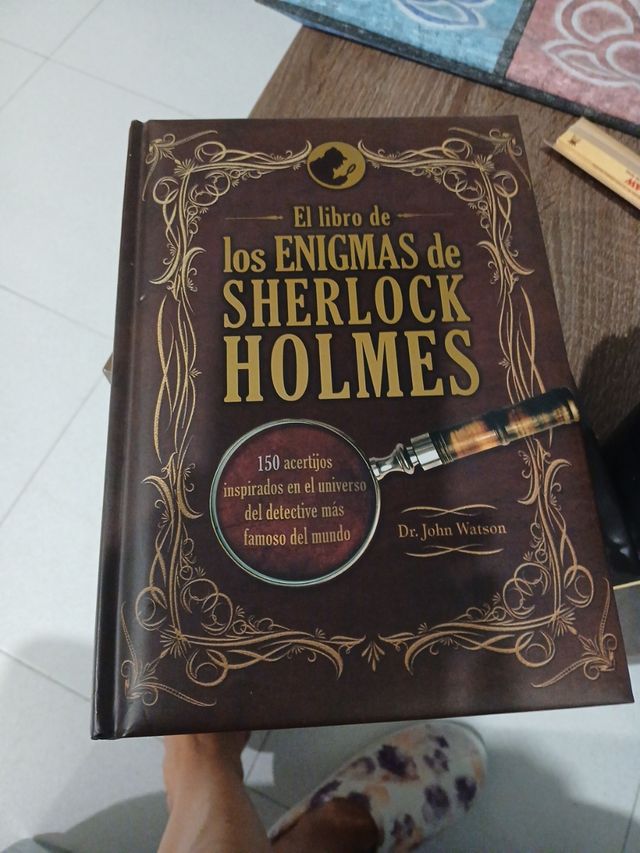 El libro de
los ENIGMAS de
SHERLOCK
HOLMES
150 acertijos
inspirados en el universo
del detective más
famoso del mundo
Dr. John Watson